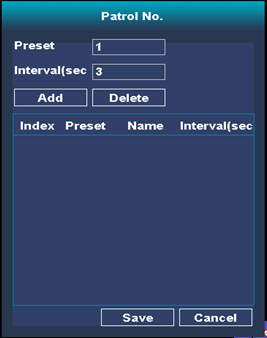 Patrol No.
Preset 1
Interval(sec 3
Add Delete
Index Preset Name Interval(sec
Save Cancel